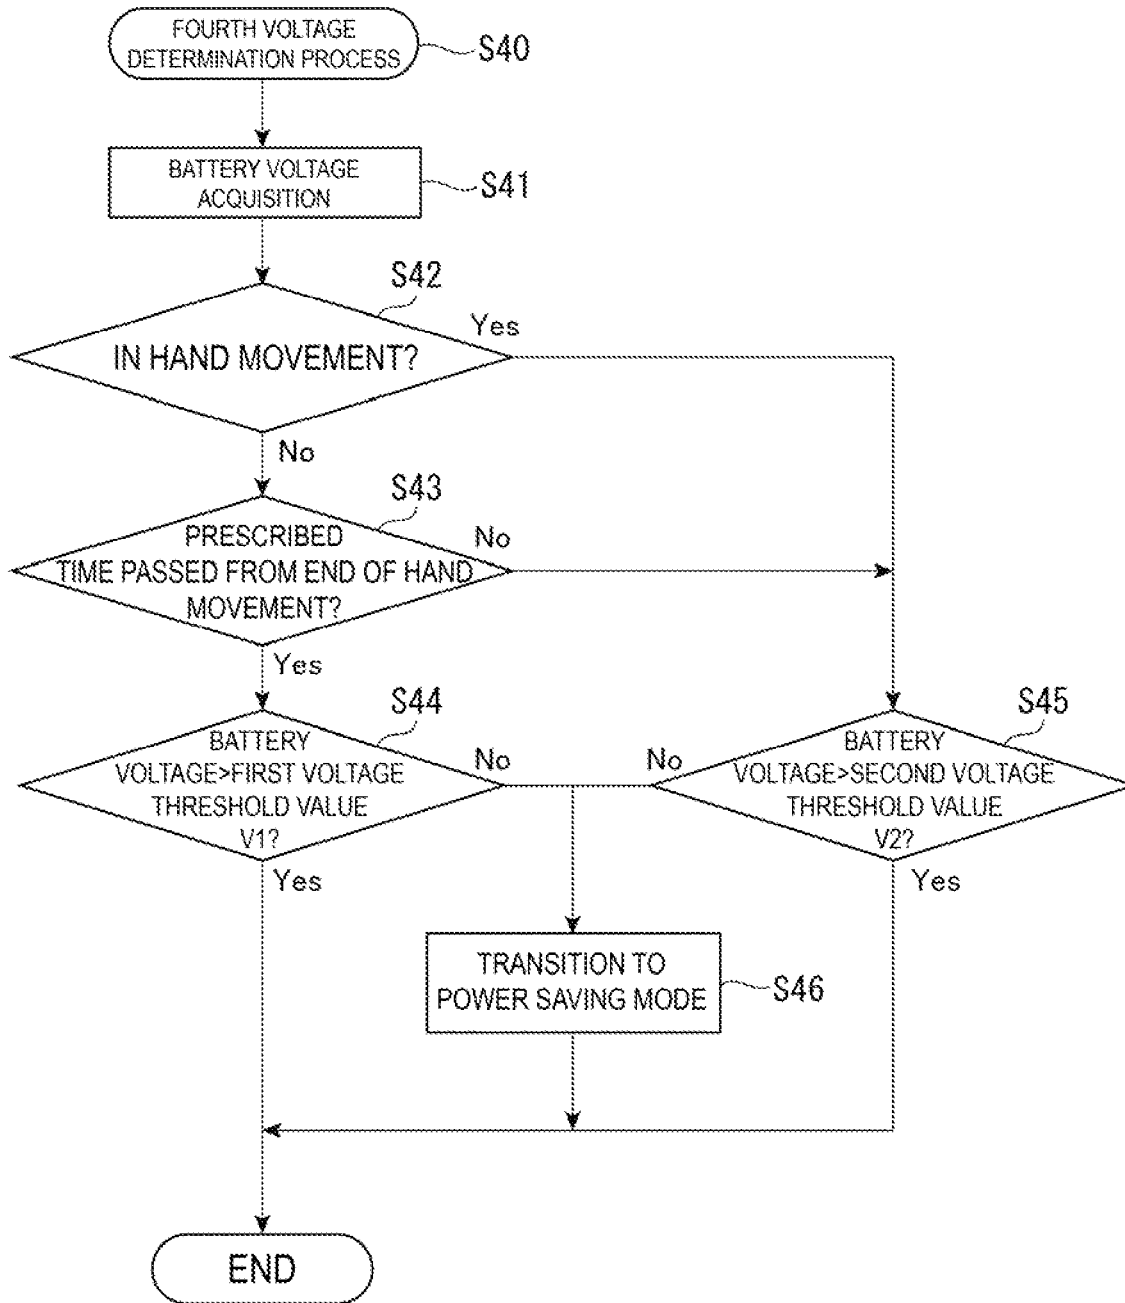 FOURTH VOLTAGE
DETERMINATION PROCESS
S40
BATTERY VOLTAGE
ACQUISITION
S41
S42
Yes
IN HAND MOVEMENT?
No
S43
PRESCRIBED
TIME PASSED FROM END OF HAND
MOVEMENT?
No
Yes
S44
BATTERY
VOLTAGE>FIRST VOLTAGE
THRESHOLD VALUE
V1?
No
Yes
S45
BATTERY
VOLTAGE>SECOND VOLTAGE
THRESHOLD VALUE
V2?
No
Yes
TRANSITION TO
POWER SAVING MODE
S46
END